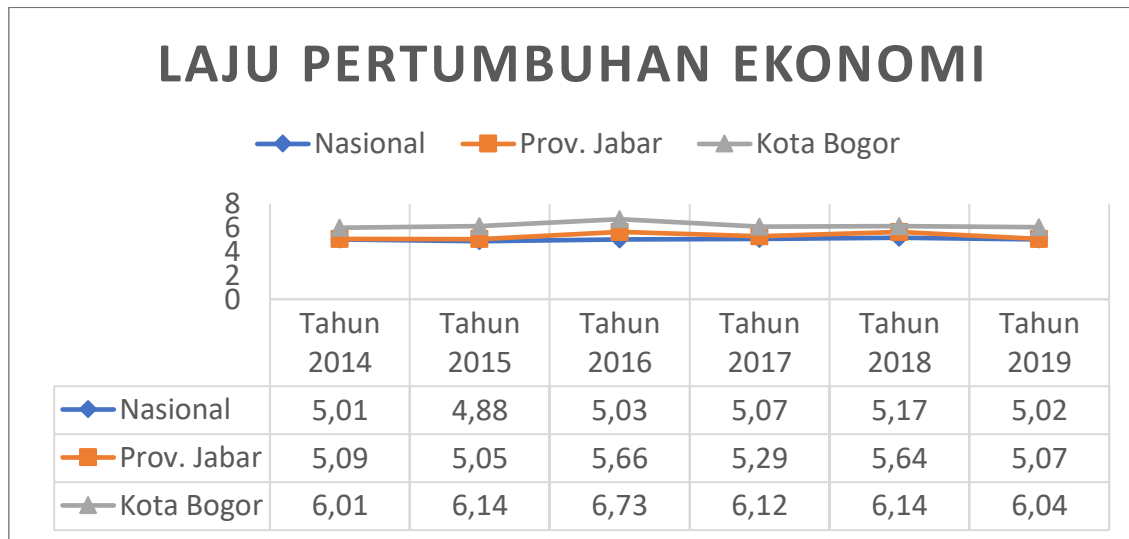 LAJU PERTUMBUHAN EKONOMI
Nasional Prov. Jabar Kota Bogor
8
6
4
2
0
Tahun 2014 Tahun 2015 Tahun 2016 Tahun 2017 Tahun 2018 Tahun 2019
Nasional 5,01 4,88 5,03 5,07 5,17 5,02
Prov. Jabar 5,09 5,05 5,66 5,29 5,64 5,07
Kota Bogor 6,01 6,14 6,73 6,12 6,14 6,04